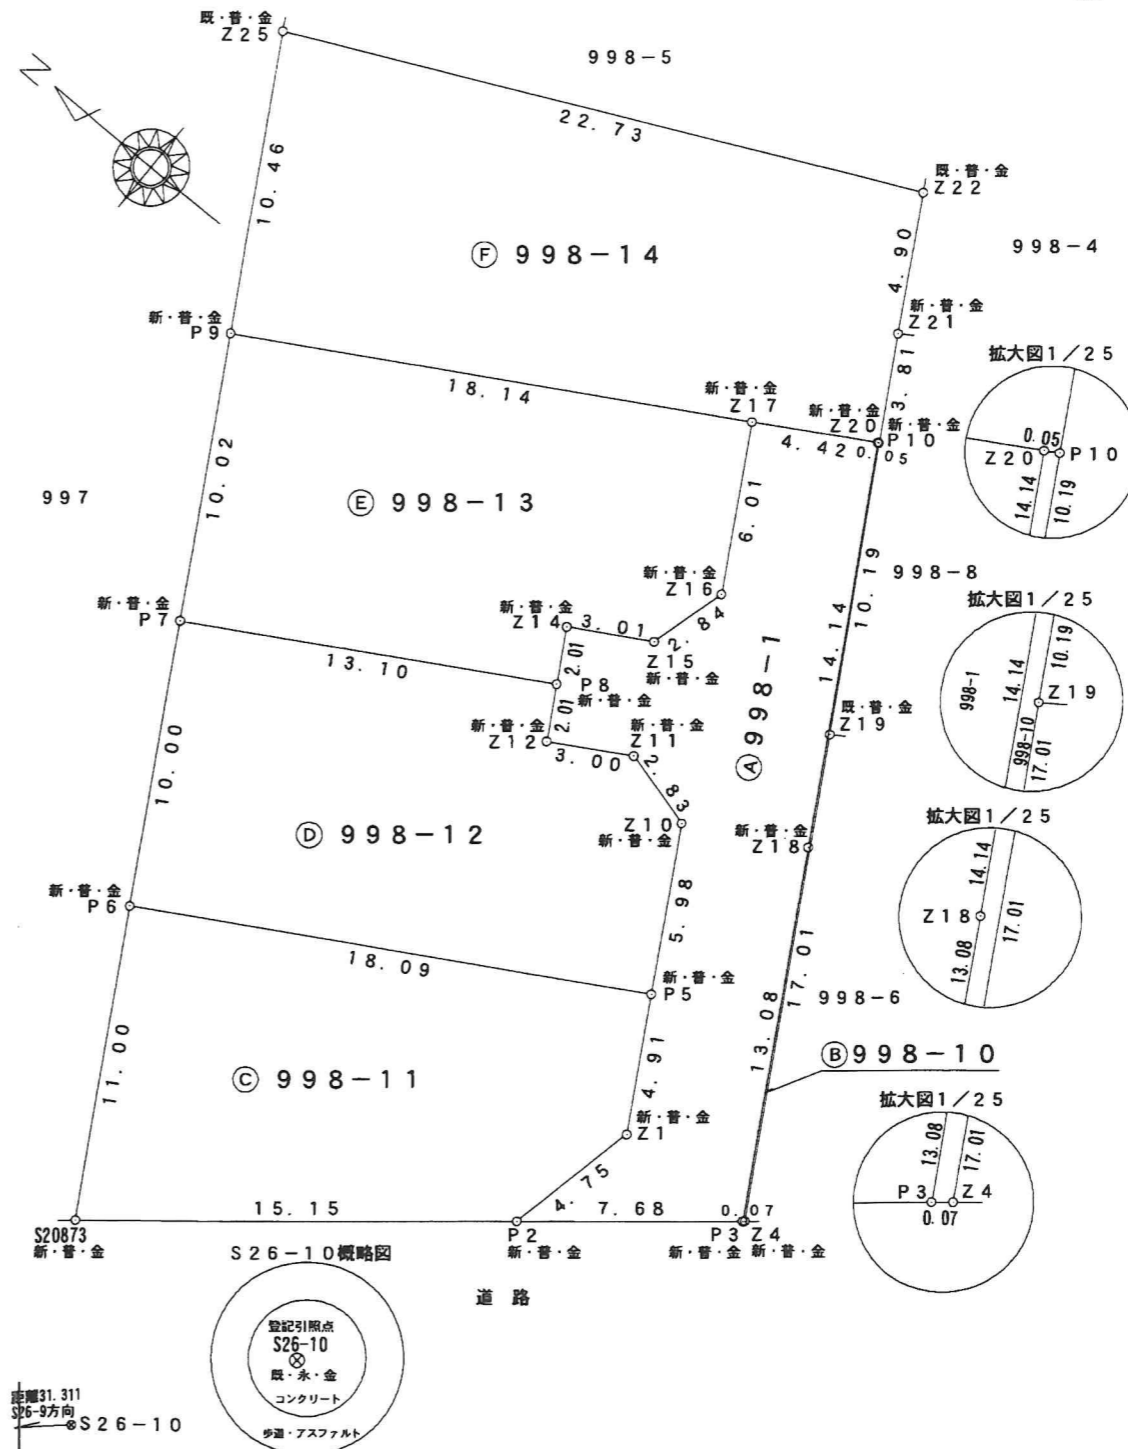 既・普・金
Z25
998-5
N
22.73
既・普・金
Z22
10.46
Ⓕ 998-14
4.90
998-4
新・普・金
P9
新・普・金
Z21
拡大図1/25
3.81
18.14
新・普・金
Z17
新・普・金
Z20
新・普・金
P10
4.42
0.05
0.05
Z20
P10
14.14
10.19
10.02
997
Ⓔ 998-13
6.01
10.19
14.14
998-8
新・普・金
Z16
拡大図1/25
新・普・金
P7
新・普・金
Z14
3.01
2.84
Z15
新・普・金
998-1
14.14
10.19
Z19
998-10
17.01
13.10
2.01
P8
新・普・金
2.01
新・普・金
Z12
新・普・金
Z11
3.00
2.83
Ⓐ 998-1
既・普・金
Z19
10.00
拡大図1/25
Ⓓ 998-12
Z10
新・普・金
新・普・金
Z18
14.14
Z18
17.01
13.08
新・普・金
P6
5.98
18.09
新・普・金
P5
17.01
13.08
998-6
Ⓑ 998-10
11.00
Ⓒ 998-11
4.91
拡大図1/25
新・普・金
Z1
13.08
17.01
P3
Z4
0.07
4.75
15.15
7.68
0.07
S20873
新・普・金
P2
新・普・金
P3
新・普・金
Z4
新・普・金
S26-10概略図
道路
登記引照点
S26-10
既・永・金
コンクリート
歩道・アスファルト
距離31.311
S26-9方向
S26-10